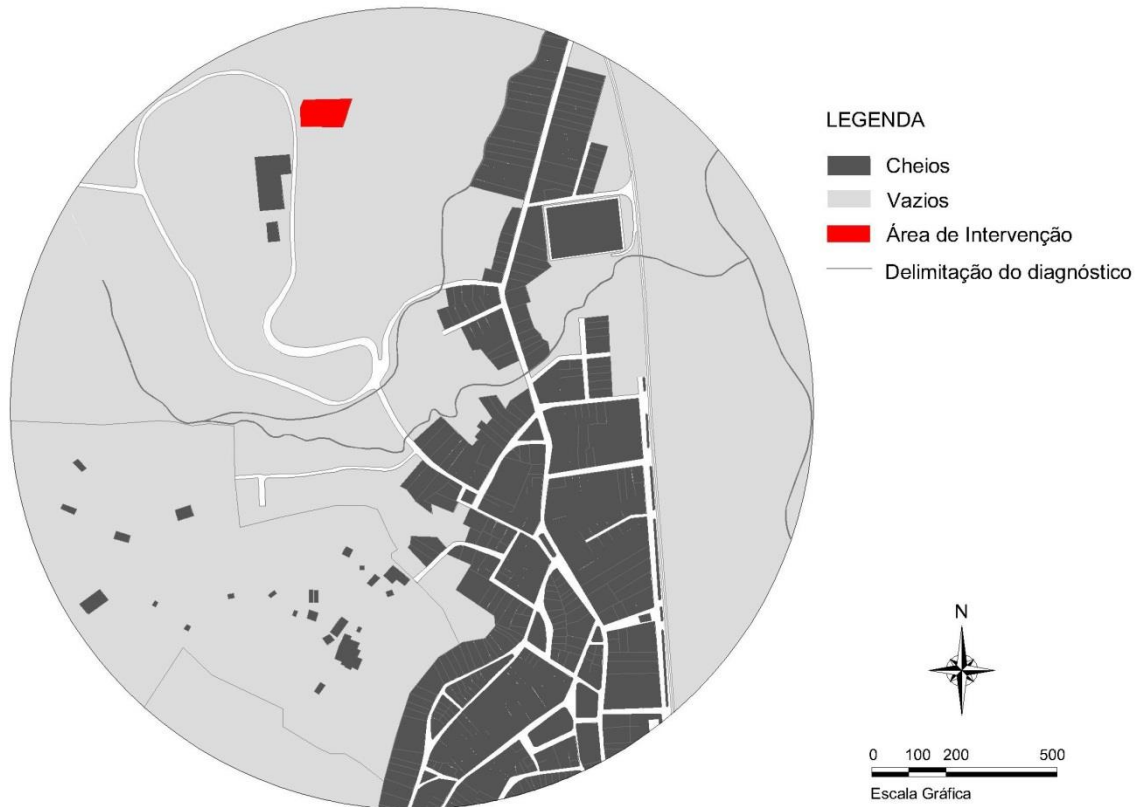 LEGENDA
Cheios
Vazios
Área de Intervenção
Delimitação do diagnóstico
N
0 100 200 500
Escala Gráfica